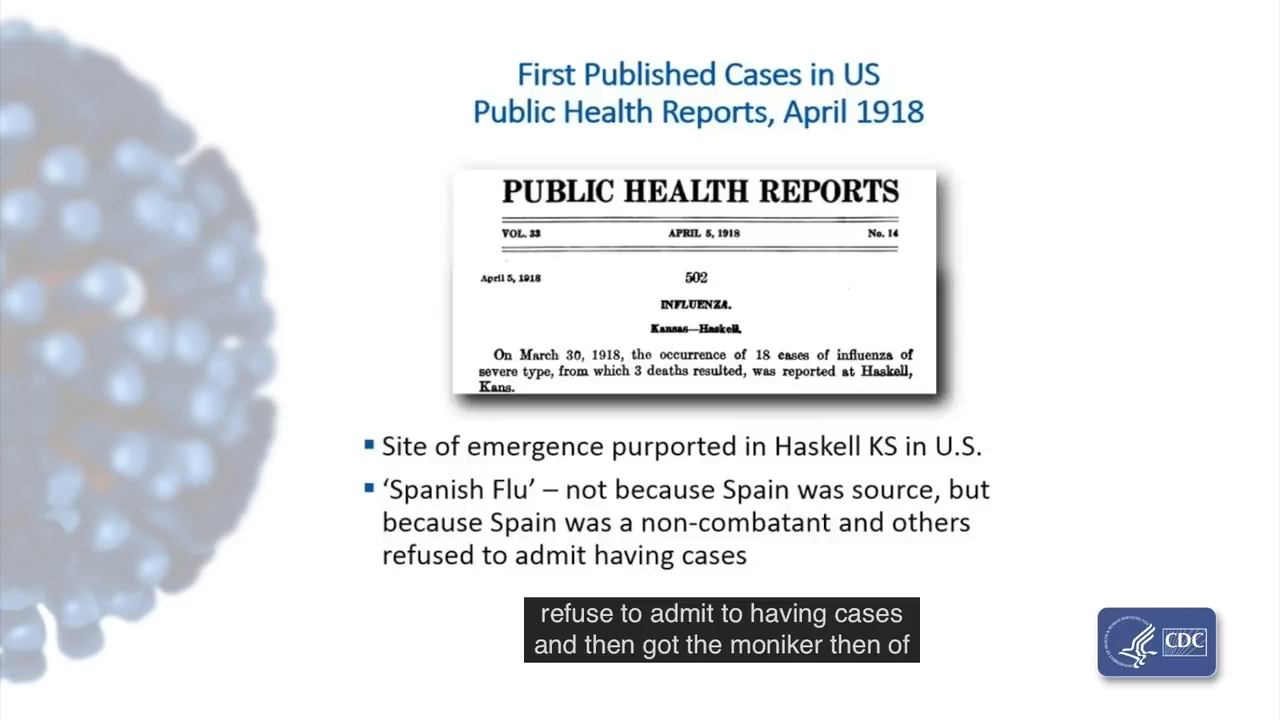 First Published Cases in US
Public Health Reports, April 1918
PUBLIC HEALTH REPORTS
VOL. 33 APRIL 5, 1918 No. 14
April 5, 1918 502
INFLUENZA.
Kansas—Haskell.
On March 30, 1918, the occurrence of 18 cases of influenza of
severe type, from which 3 deaths resulted, was reported at Haskell,
Kans.
▪ Site of emergence purported in Haskell KS in U.S.
▪ ‘Spanish Flu’ – not because Spain was source, but
because Spain was a non-combatant and others
refused to admit having cases
refuse to admit to having cases
and then got the moniker then of
CDC